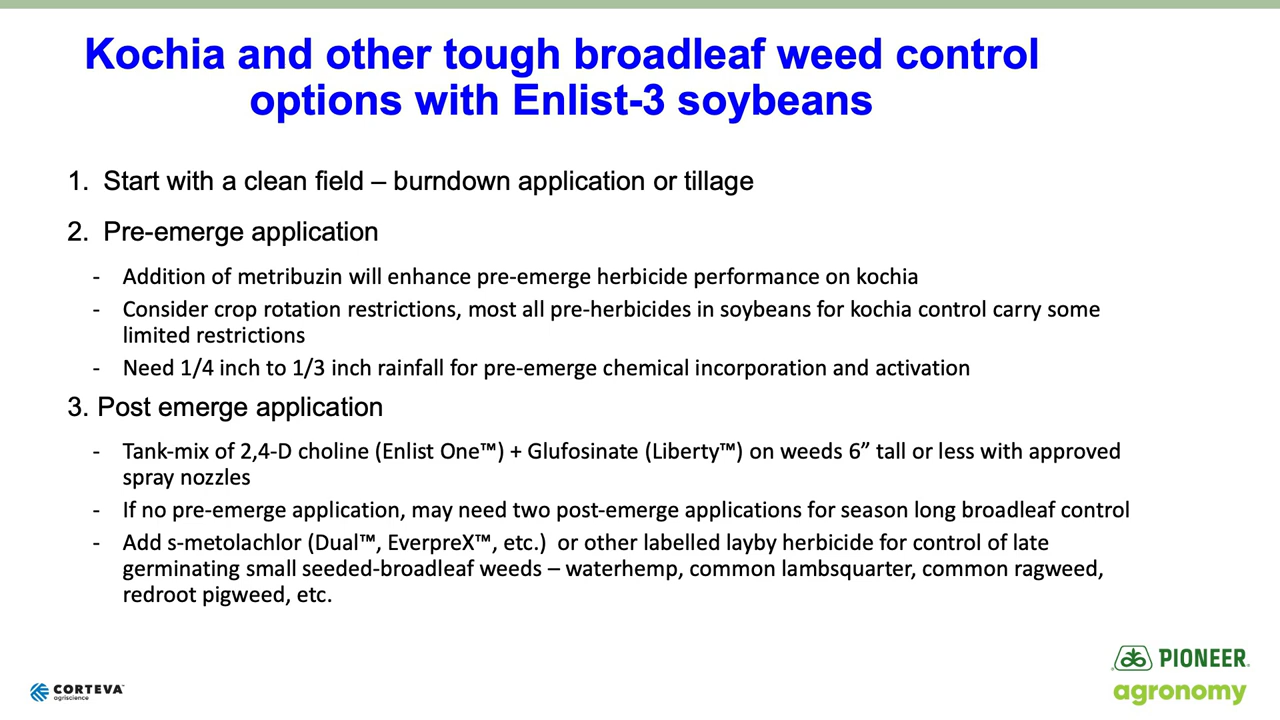 Kochia and other tough broadleaf weed control
options with Enlist-3 soybeans
1. Start with a clean field – burndown application or tillage
2. Pre-emerge application
- Addition of metribuzin will enhance pre-emerge herbicide performance on kochia
- Consider crop rotation restrictions, most all pre-herbicides in soybeans for kochia control carry some
limited restrictions
- Need 1/4 inch to 1/3 inch rainfall for pre-emerge chemical incorporation and activation
3. Post emerge application
- Tank-mix of 2,4-D choline (Enlist One™) + Glufosinate (Liberty™) on weeds 6” tall or less with approved
spray nozzles
- If no pre-emerge application, may need two post-emerge applications for season long broadleaf control
- Add s-metolachlor (Dual™, EverpreX™, etc.) or other labelled layby herbicide for control of late
germinating small seeded-broadleaf weeds – waterhemp, common lambsquarter, common ragweed,
redroot pigweed, etc.
CORTEVA™
agriscience
PIONEER®
agronomy